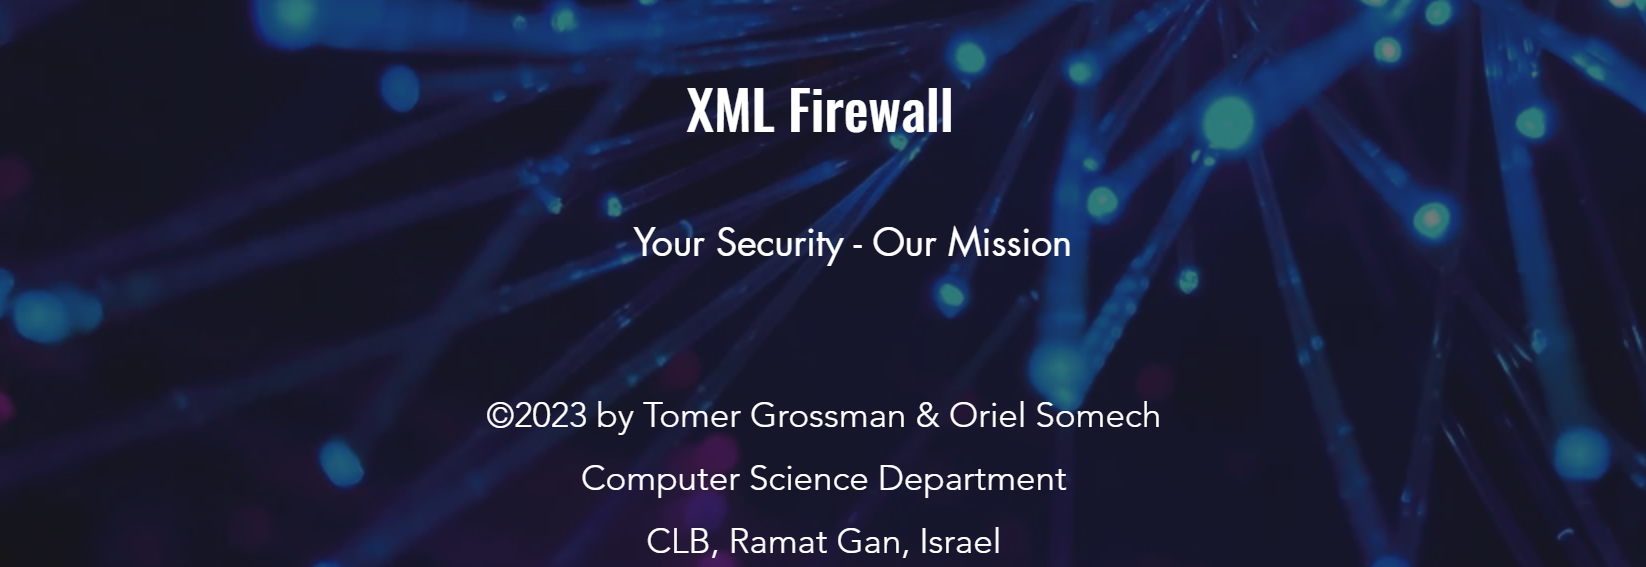 XML Firewall
Your Security - Our Mission
©2023 by Tomer Grossman & Oriel Somech
Computer Science Department
CLB, Ramat Gan, Israel